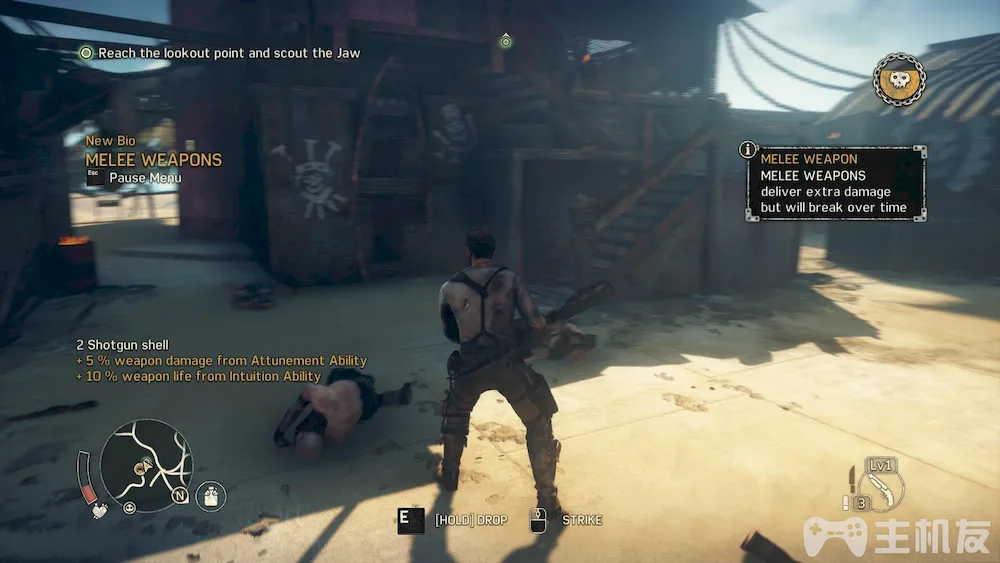 Reach the lookout point and scout the Jaw
New Bio
MELEE WEAPONS
Esc
Pause Menu
MELEE WEAPON
MELEE WEAPONS
deliver extra damage
but will break over time
2 Shotgun shell
+ 5 % weapon damage from Attunement Ability
+ 10 % weapon life from Intuition Ability
N
E
[HOLD] DROP
STRIKE
LV1
3
主机友